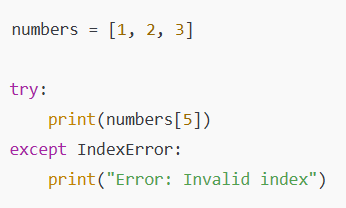 numbers = [1, 2, 3]

try:
    print(numbers[5])
except IndexError:
    print("Error: Invalid index")